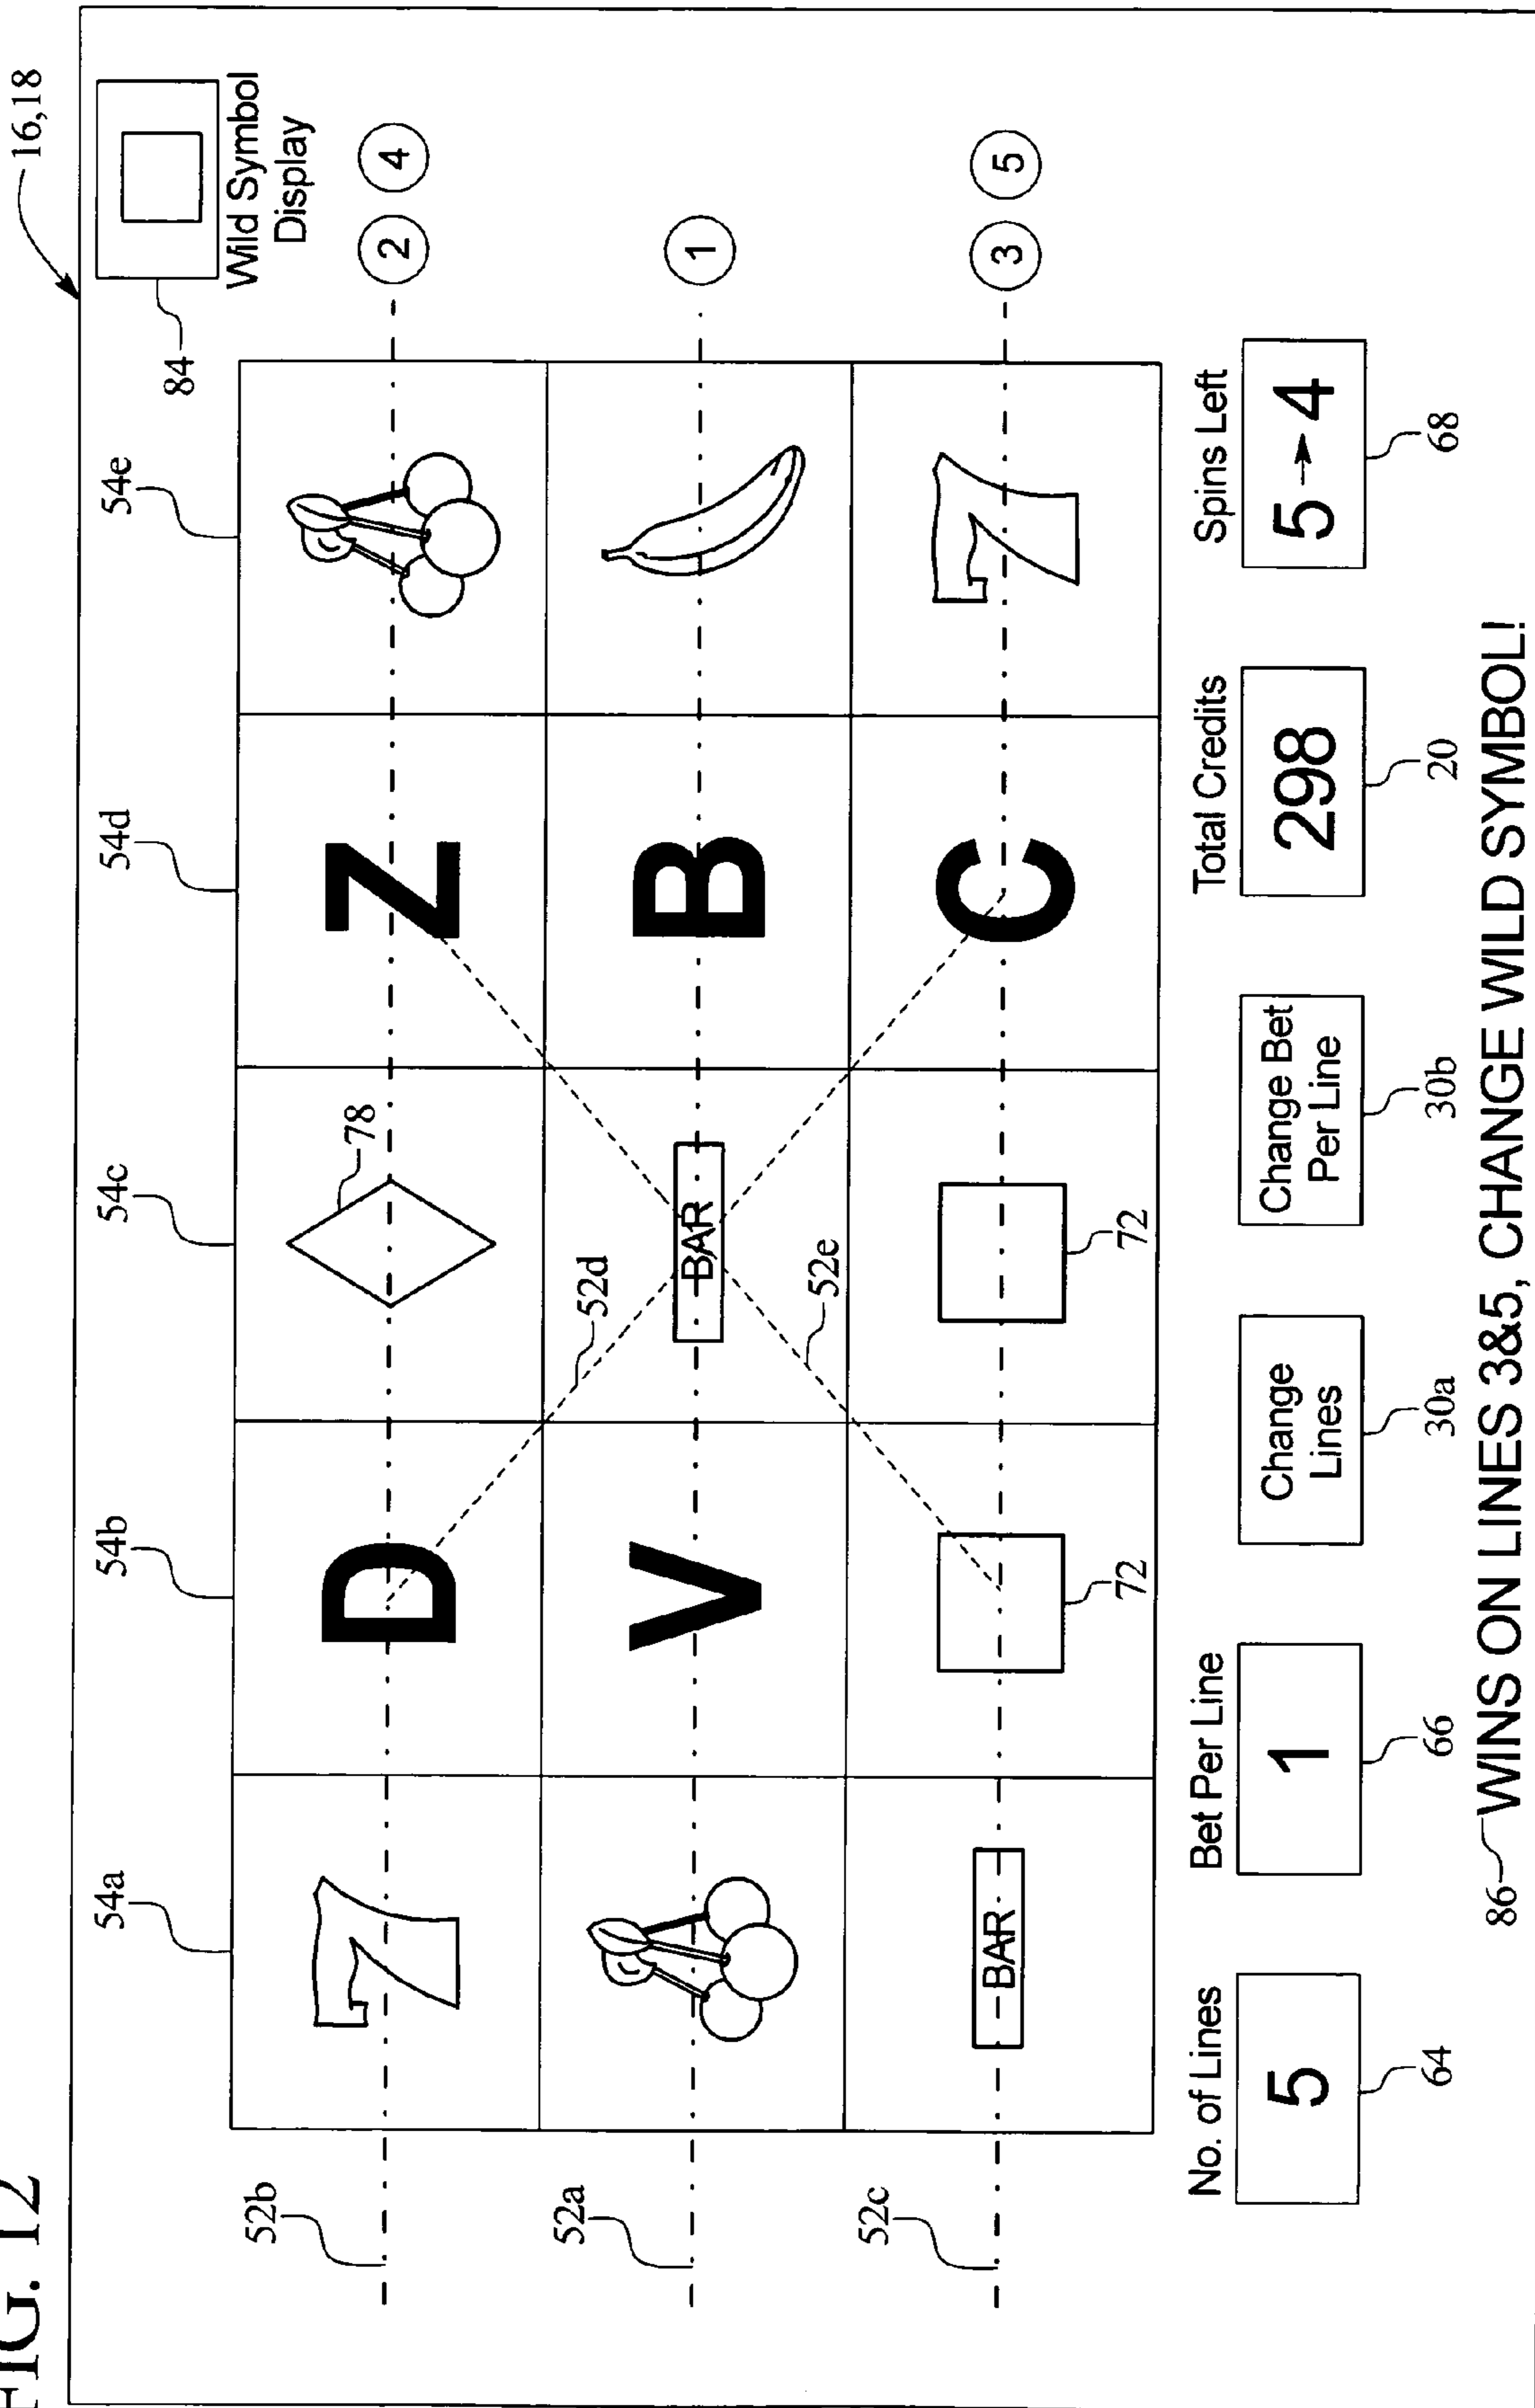 FIG. 12
16,18
84
Wild Symbol
Display
54a
54b
54c
54d
54e
52b
7
D
78
Z
2
4
52d
52a
V
BAR
B
1
52e
52c
BAR
72
72
C
7
3
5
No. of Lines
5
64
Bet Per Line
1
66
Change
Lines
30a
Change Bet
Per Line
30b
Total Credits
298
20
Spins Left
5→4
68
86
WINS ON LINES 3&5, CHANGE WILD SYMBOL!